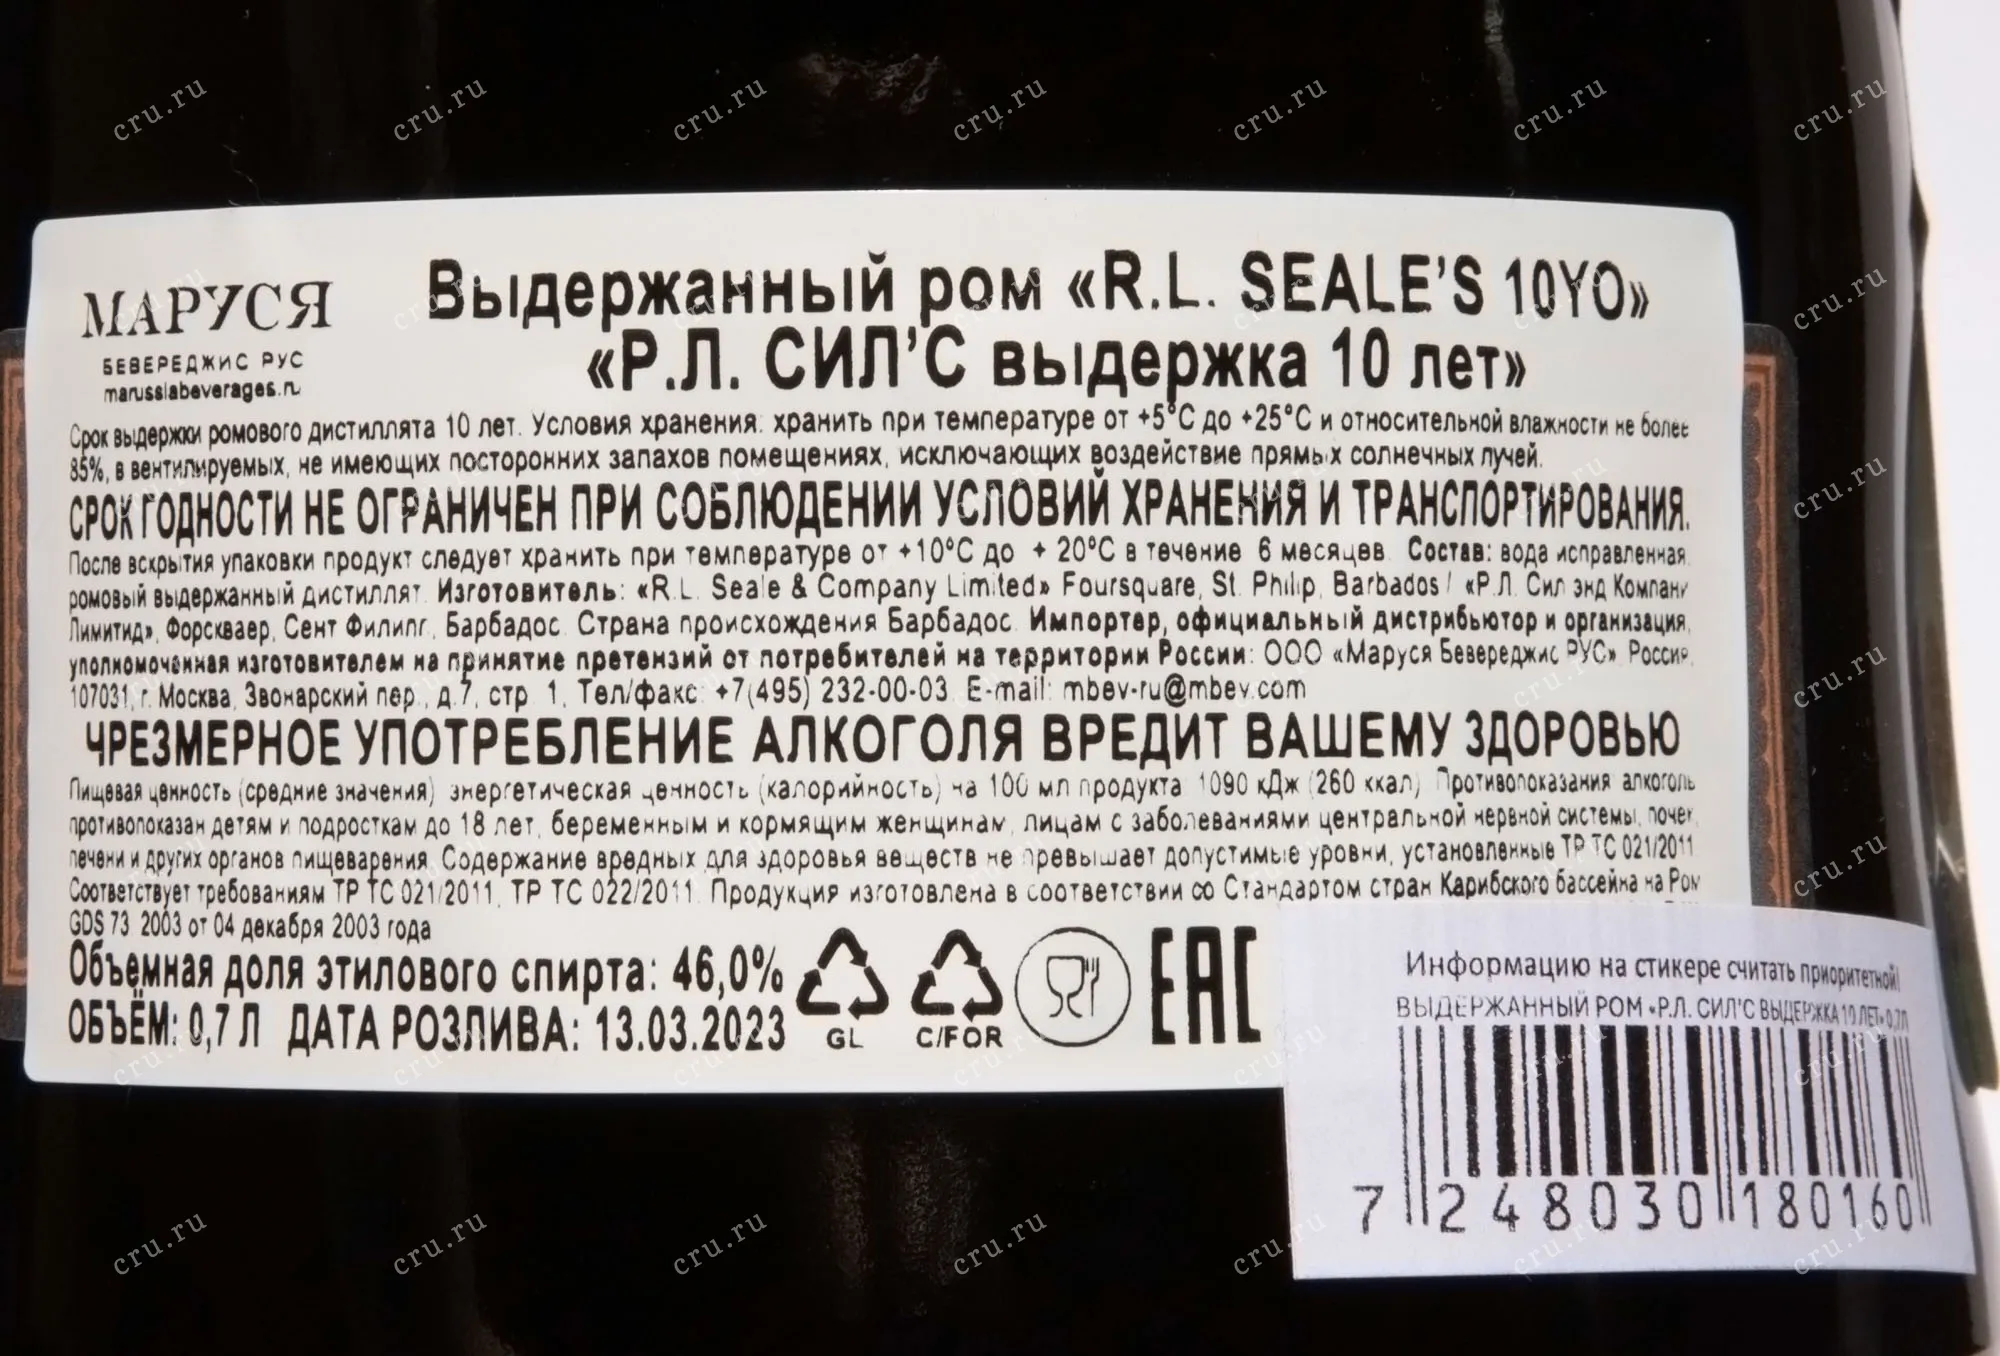 МАРУСЯ
БЕВЕРЕДЖИС РУС
marussiabeverages.ru
Выдержанный ром «R.L. SEALE’S 10YO»
«Р.Л. СИЛ’С выдержка 10 лет»
Срок выдержки ромового дистиллята 10 лет. Условия хранения: хранить при температуре от +5°C до +25°C и относительной влажности не более
85%, в вентилируемых, не имеющих посторонних запахов помещениях, исключающих воздействие прямых солнечных лучей.
СРОК ГОДНОСТИ НЕ ОГРАНИЧЕН ПРИ СОБЛЮДЕНИИ УСЛОВИЙ ХРАНЕНИЯ И ТРАНСПОРТИРОВАНИЯ.
После вскрытия упаковки продукт следует хранить при температуре от +10°C до + 20°C в течение 6 месяцев. Состав: вода исправленная,
ромовый выдержанный дистиллят. Изготовитель: «R.L. Seale & Company Limited» Foursquare, St. Philip, Barbados / «Р.Л. Сил энд Компани
Лимитид», Форсквaер, Сент Филипп, Барбадос. Страна происхождения Барбадос. Импортер, официальный дистрибьютор и организация,
уполномоченная изготовителем на принятие претензий от потребителей на территории России: ООО «Маруся Бевереджис РУС», Россия,
107031, г. Москва, Звонарский пер., д.7, стр. 1, Тел/факс: +7(495) 232-00-03, E-mail: mbev-ru@mbev.com
ЧРЕЗМЕРНОЕ УПОТРЕБЛЕНИЕ АЛКОГОЛЯ ВРЕДИТ ВАШЕМУ ЗДОРОВЬЮ
Пищевая ценность (средние значения): энергетическая ценность (калорийность) на 100 мл продукта: 1090 кДж (260 ккал). Противопоказания: алкоголь
противопоказан детям и подросткам до 18 лет, беременным и кормящим женщинам, лицам с заболеваниями центральной нервной системы, почек,
печени и других органов пищеварения. Содержание вредных для здоровья веществ не превышает допустимые уровни, установленные ТР ТС 021/2011.
Соответствует требованиям ТР ТС 021/2011, ТР ТС 022/2011. Продукция изготовлена в соответствии со Стандартом стран Карибского бассейна на Ром
GDS 73: 2003 от 04 декабря 2003 года
Объемная доля этилового спирта: 46,0%
ОБЪЁМ: 0,7 Л ДАТА РОЗЛИВА: 13.03.2023
GL
C/FOR
EAC
Информацию на стикере считать приоритетной!
ВЫДЕРЖАННЫЙ РОМ «Р.Л. СИЛ'С ВЫДЕРЖКА 10 ЛЕТ» 0,7Л
7 248030 180160
cru.ru